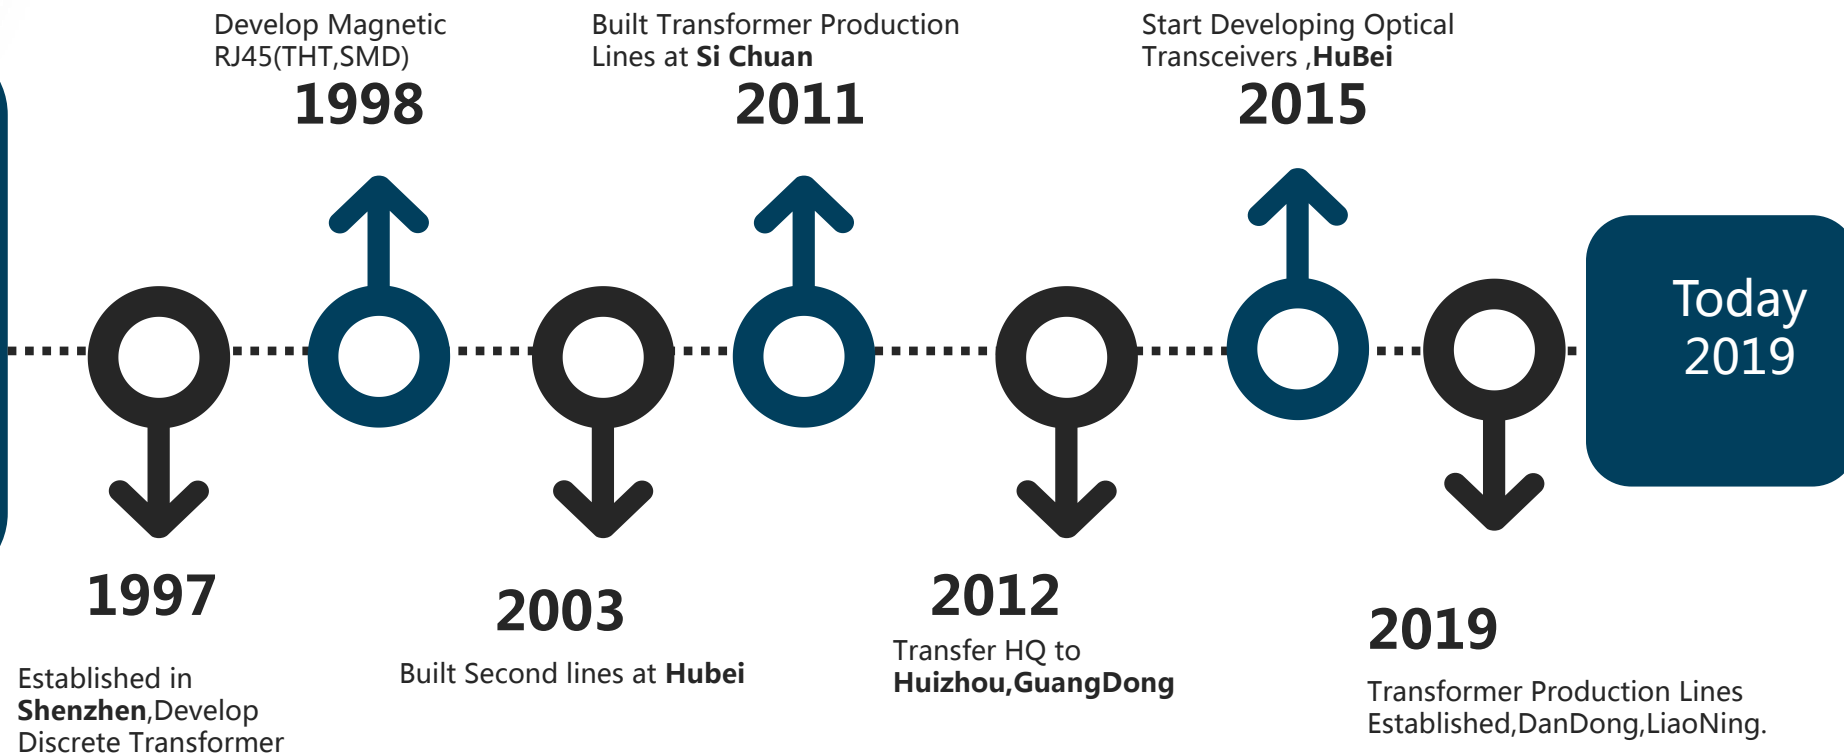 Develop Magnetic
RJ45(THT,SMD)
1998
Built Transformer Production
Lines at Si Chuan
2011
Start Developing Optical
Transceivers ,HuBei
2015
Today
2019
1997
Established in
Shenzhen,Develop
Discrete Transformer
2003
Built Second lines at Hubei
2012
Transfer HQ to
Huizhou,GuangDong
2019
Transformer Production Lines
Established,DanDong,LiaoNing.